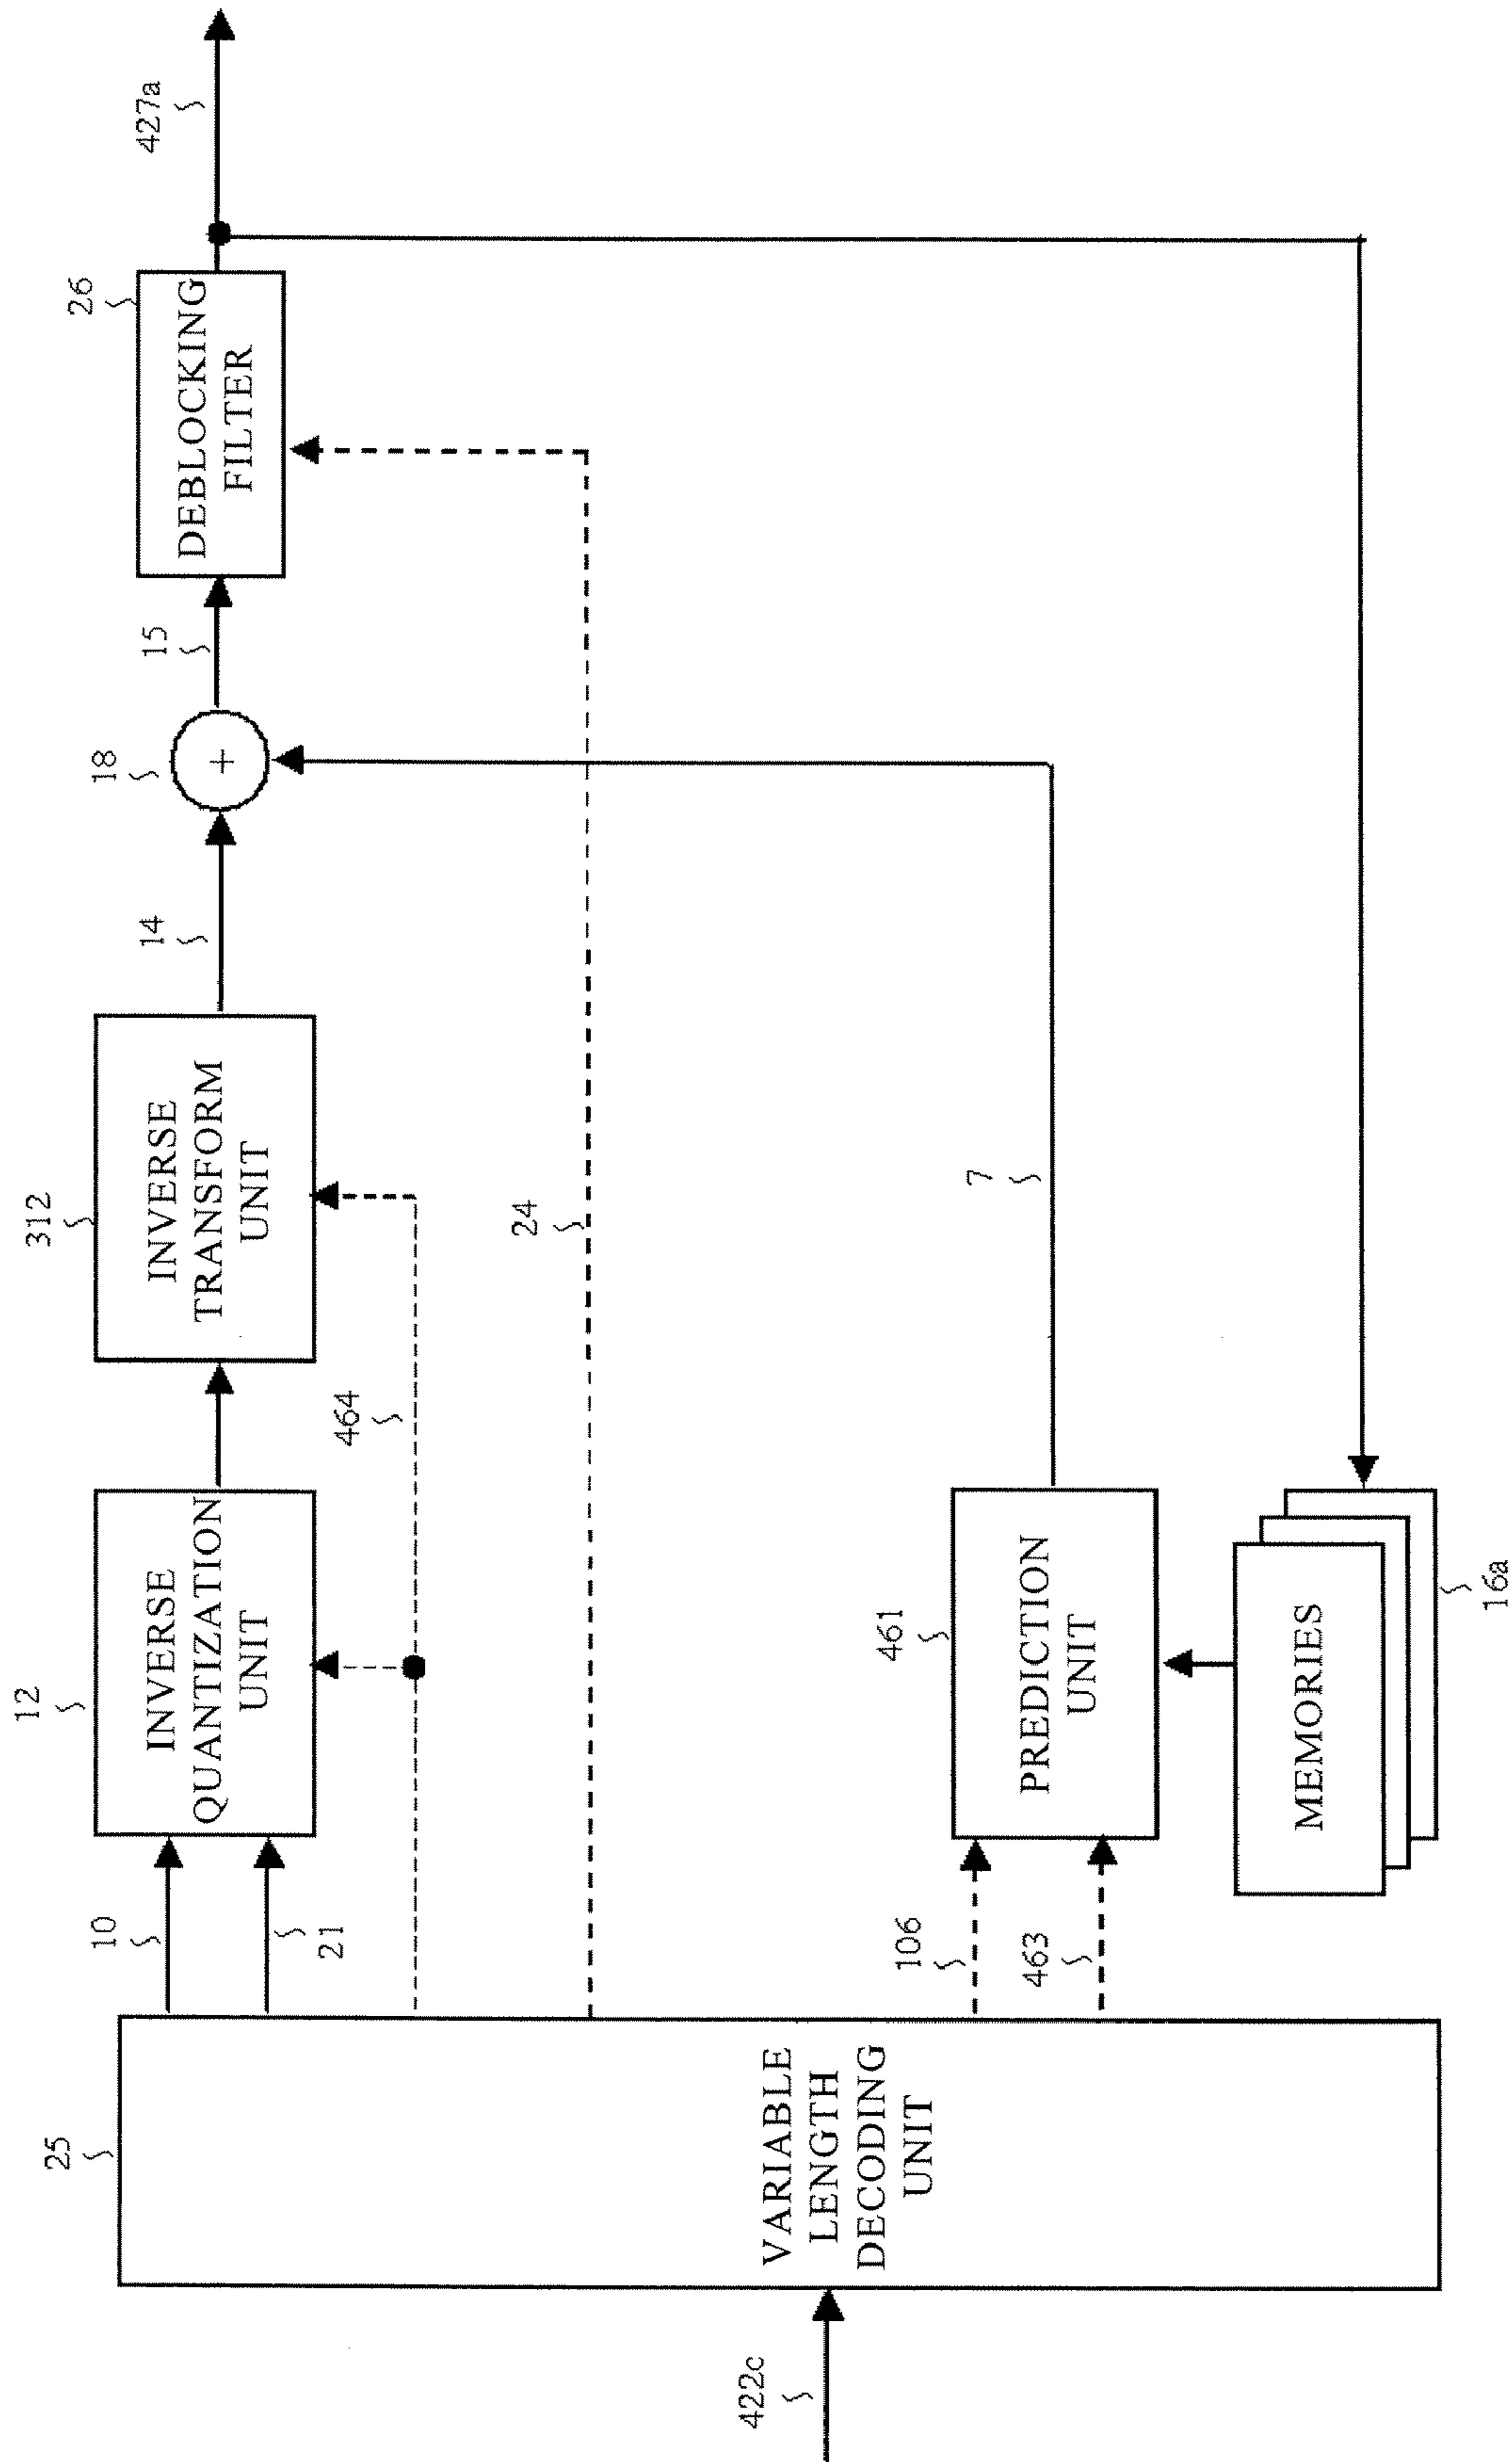 422c
25
VARIABLE
LENGTH
DECODING
UNIT
10
21
464
24
106
463
12
INVERSE
QUANTIZATION
UNIT
312
INVERSE
TRANSFORM
UNIT
14
18
+
15
26
DEBLOCKING
FILTER
427a
461
PREDICTION
UNIT
7
MEMORIES
16a